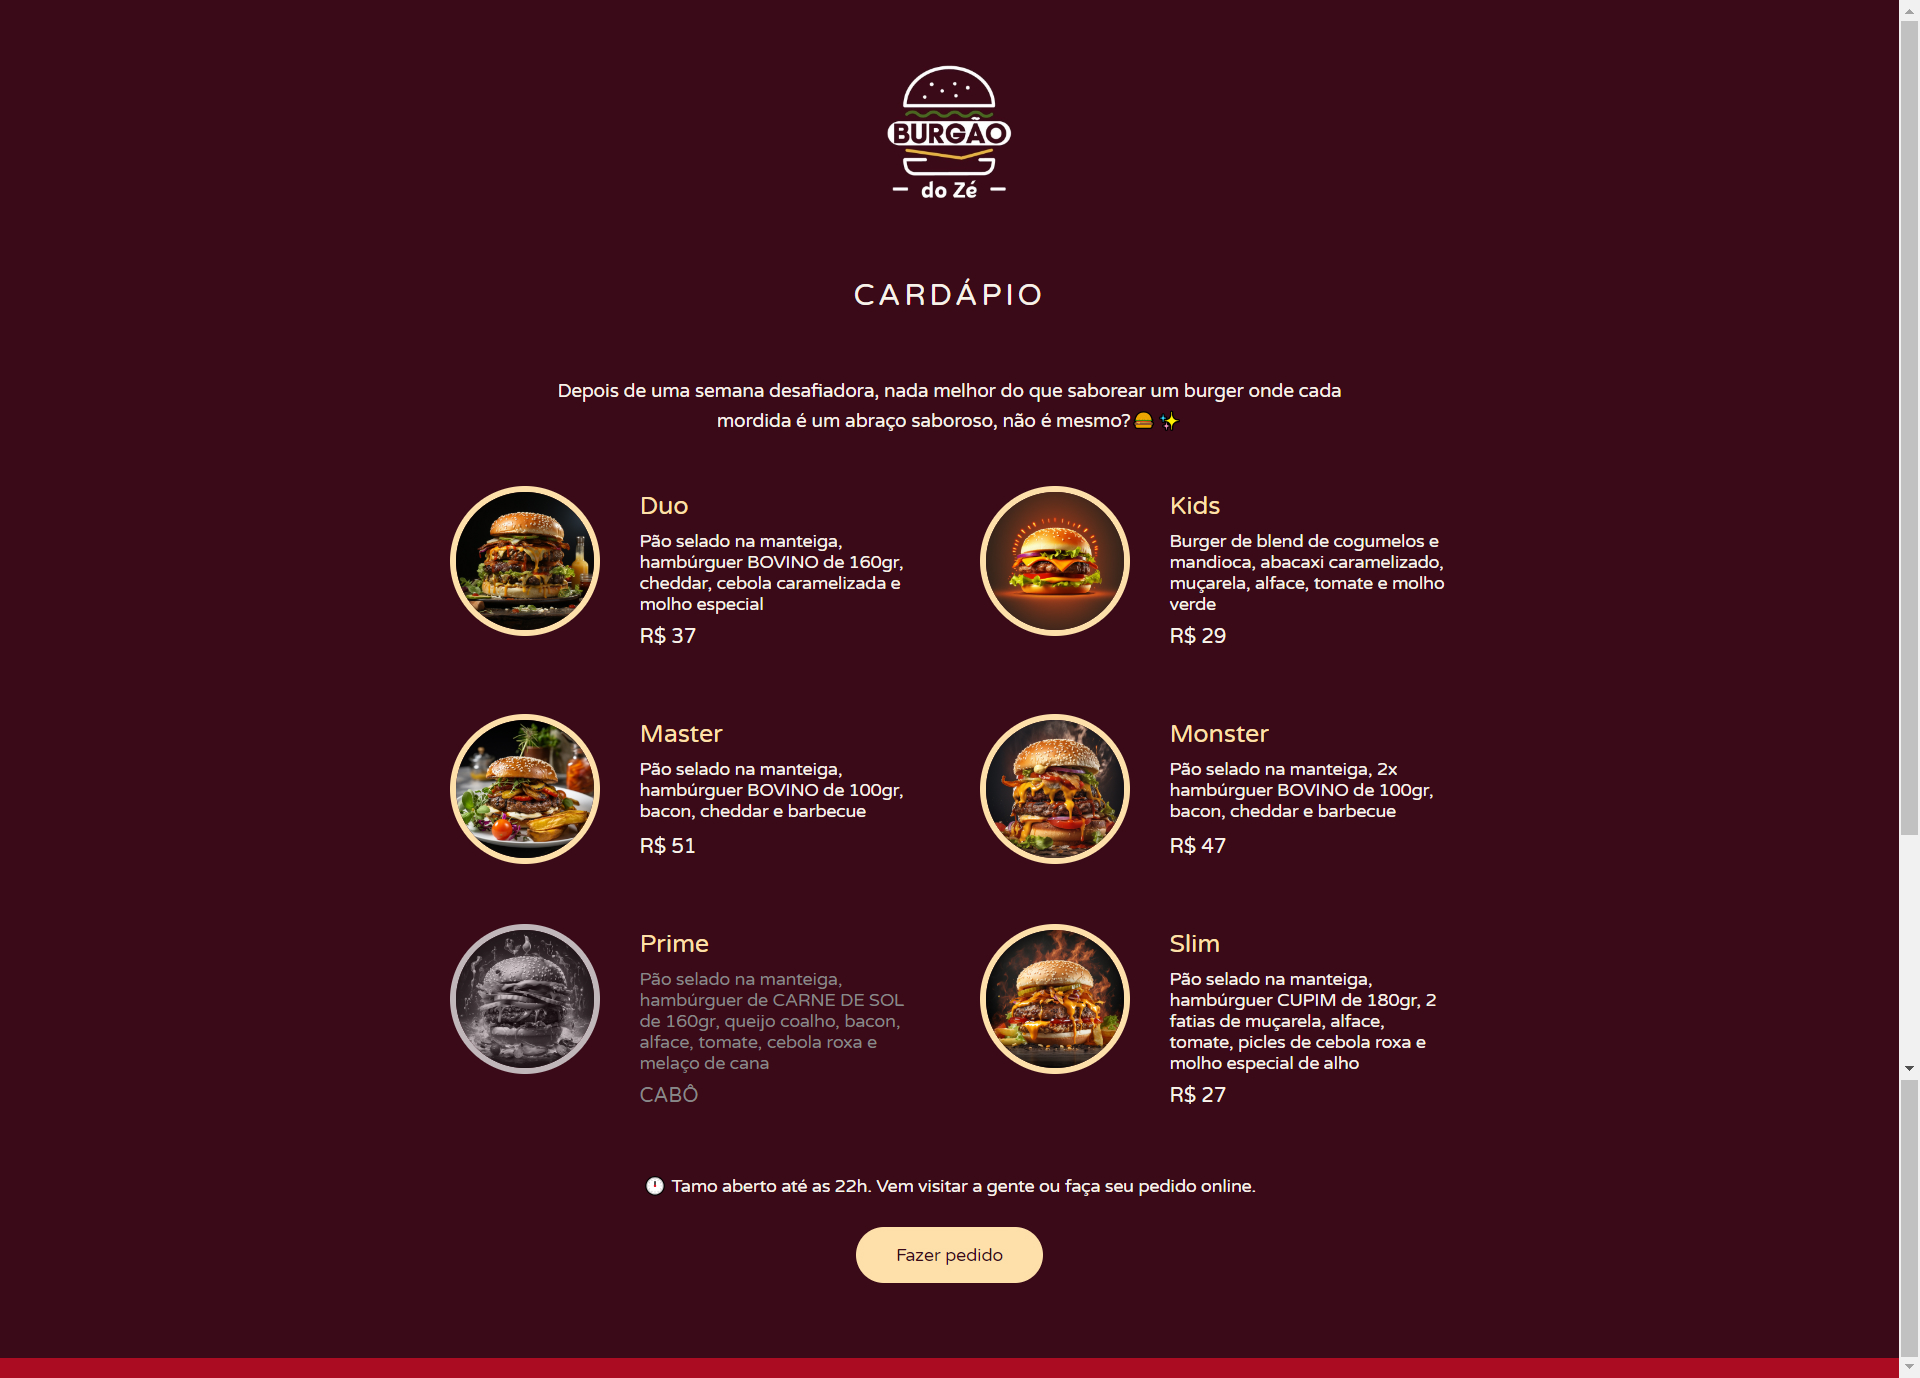 BURGÃO
do Zé
CARDÁPIO
Depois de uma semana desafiadora, nada melhor do que saborear um burger onde cada
mordida é um abraço saboroso, não é mesmo? 🍔 ✨
Duo
Pão selado na manteiga,
hambúrguer BOVINO de 160gr,
cheddar, cebola caramelizada e
molho especial
R$ 37
Kids
Burger de blend de cogumelos e
mandioca, abacaxi caramelizado,
muçarela, alface, tomate e molho
verde
R$ 29
Master
Pão selado na manteiga,
hambúrguer BOVINO de 100gr,
bacon, cheddar e barbecue
R$ 51
Monster
Pão selado na manteiga, 2x
hambúrguer BOVINO de 100gr,
bacon, cheddar e barbecue
R$ 47
Prime
Pão selado na manteiga,
hambúrguer de CARNE DE SOL
de 160gr, queijo coalho, bacon,
alface, tomate, cebola roxa e
melaço de cana
CABÔ
Slim
Pão selado na manteiga,
hambúrguer CUPIM de 180gr, 2
fatias de muçarela, alface,
tomate, picles de cebola roxa e
molho especial de alho
R$ 27
🕛 Tamo aberto até as 22h. Vem visitar a gente ou faça seu pedido online.
Fazer pedido